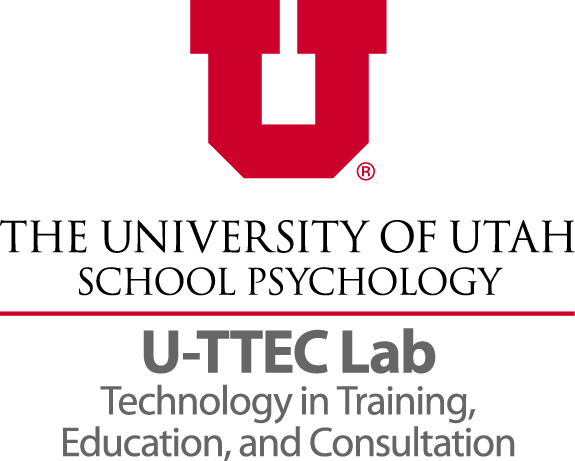 U®
THE UNIVERSITY OF UTAH
SCHOOL PSYCHOLOGY
U-TTEC Lab
Technology in Training,
Education, and Consultation